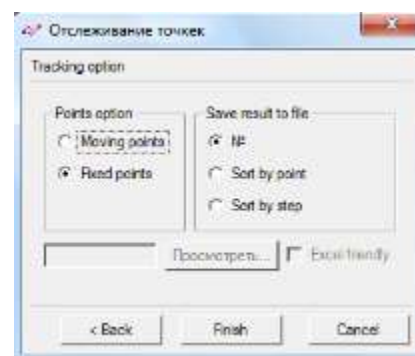 Отслеживание точкек
Tracking option
Points option
Moving points
Fixed points
Save result to file
№
Sort by point
Sort by step
Просмотреть...
Excel friendly
< Back
Finish
Cancel